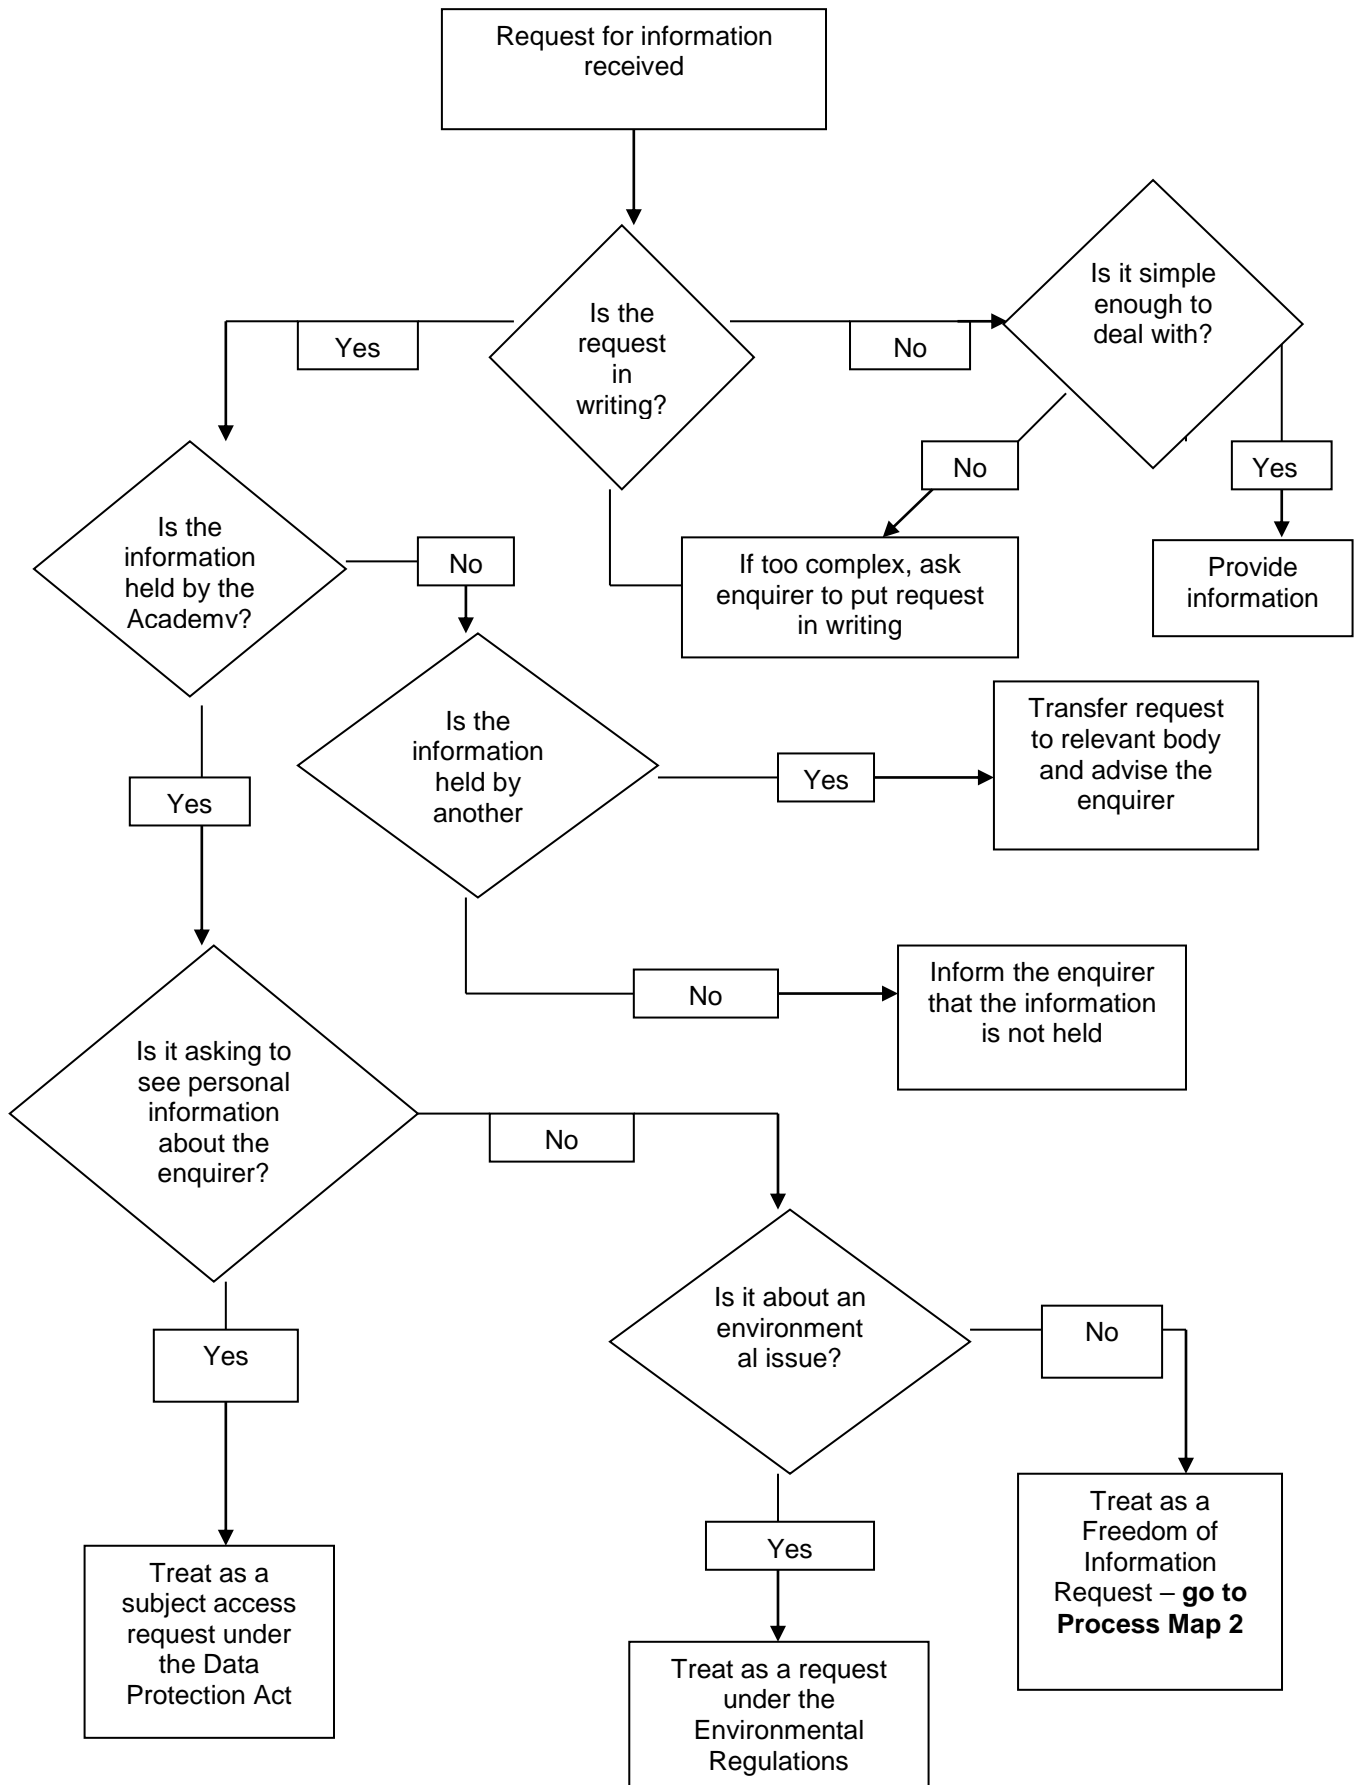 Request for information
received
Is it simple
enough to
deal with?
Is the
request
in
writing?
Yes
No
No
Yes
Is the
information
held by the
Academy?
No
If too complex, ask
enquirer to put request
in writing
Provide
information
Is the
information
held by
another
Yes
Transfer request
to relevant body
and advise the
enquirer
Yes
No
Inform the enquirer
that the information
is not held
Is it asking to
see personal
information
about the
enquirer?
No
Is it about an
environment
al issue?
No
Yes
Yes
Treat as a
subject access
request under
the Data
Protection Act
Treat as a
Freedom of
Information
Request – go to
Process Map 2
Treat as a request
under the
Environmental
Regulations